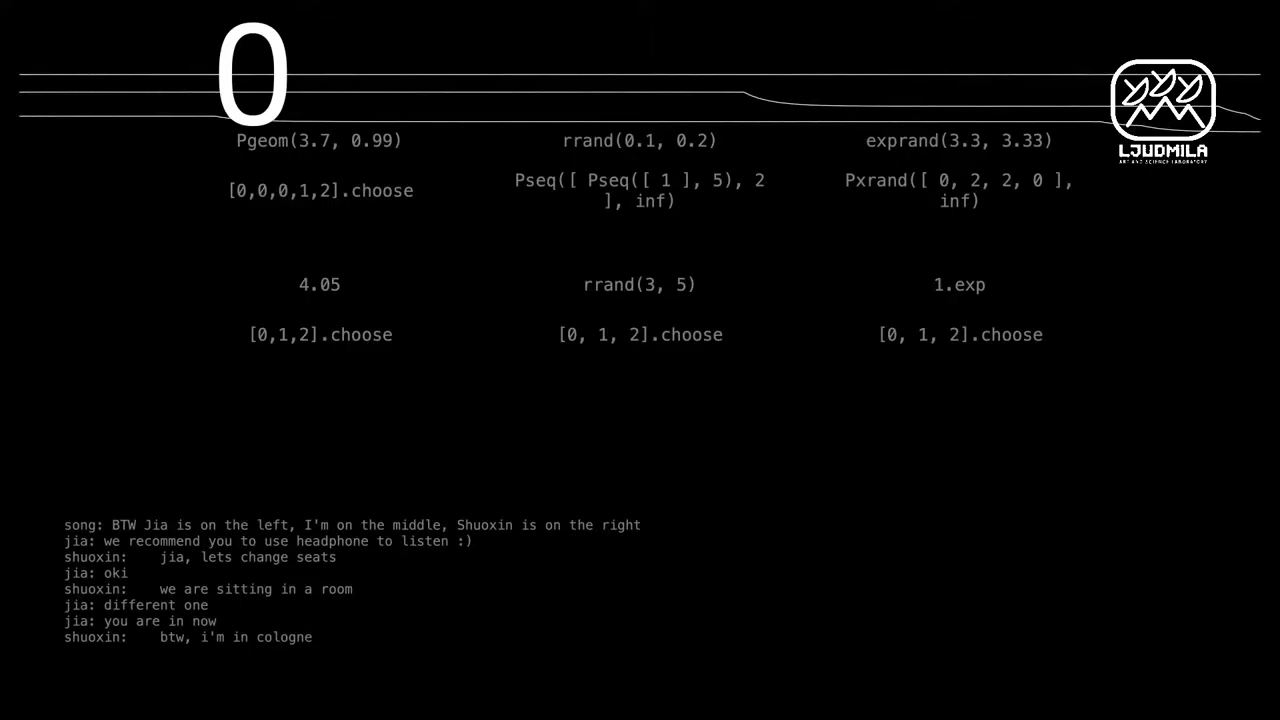 0
LJUDMILA
ART AND SCIENCE LABORATORY
Pgeom(3.7, 0.99)
rrand(0.1, 0.2)
exprand(3.3, 3.33)
[0,0,0,1,2].choose
Pseq([ Pseq([ 1 ], 5), 2
], inf)
Pxrand([ 0, 2, 2, 0 ],
inf)
4.05
rrand(3, 5)
1.exp
[0,1,2].choose
[0, 1, 2].choose
[0, 1, 2].choose
song: BTW Jia is on the left, I'm on the middle, Shuoxin is on the right
jia: we recommend you to use headphone to listen :)
shuoxin:    jia, lets change seats
jia: oki
shuoxin:    we are sitting in a room
jia: different one
jia: you are in now
shuoxin:    btw, i'm in cologne